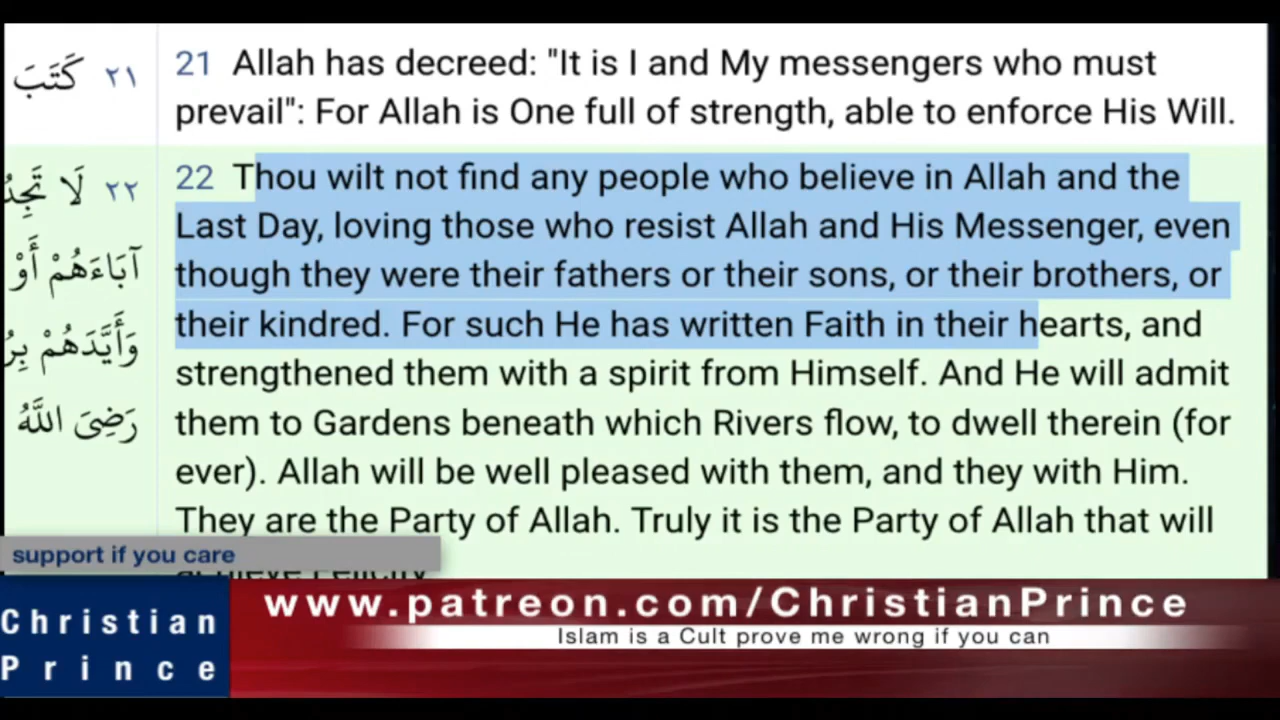 21 Allah has decreed: "It is I and My messengers who must
prevail": For Allah is One full of strength, able to enforce His Will.
٢١ كَتَبَ
22 Thou wilt not find any people who believe in Allah and the
Last Day, loving those who resist Allah and His Messenger, even
though they were their fathers or their sons, or their brothers, or
their kindred. For such He has written Faith in their hearts, and
strengthened them with a spirit from Himself. And He will admit
them to Gardens beneath which Rivers flow, to dwell therein (for
ever). Allah will be well pleased with them, and they with Him.
They are the Party of Allah. Truly it is the Party of Allah that will
achieve Felicity.
٢٢ لَا
آبَاءَهُمْ أَوْ
وَأَيَّدَهُمْ
رَضِىَ اللَّهُ
support if you care
Christian
Prince
www.patreon.com/ChristianPrince
Islam is a Cult prove me wrong if you can